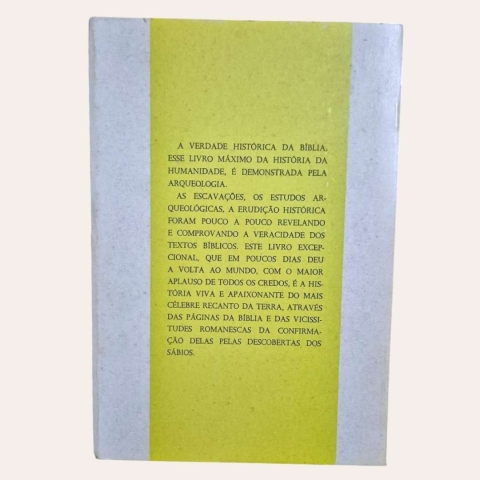 A VERDADE HISTÓRICA DA BÍBLIA,
ESSE LIVRO MÁXIMO DA HISTÓRIA DA
HUMANIDADE, É DEMONSTRADA PELA
ARQUEOLOGIA.
AS ESCAVAÇÕES, OS ESTUDOS AR-
QUEOLÓGICAS, A ERUDIÇÃO HISTÓRICA
FORAM POUCO A POUCO REVELANDO
E COMPROVANDO A VERACIDADE DOS
TEXTOS BÍBLICOS. ESTE LIVRO EXCEP-
CIONAL, QUE EM POUCOS DIAS DEU
A VOLTA AO MUNDO, COM O MAIOR
APLAUSO DE TODOS OS CREDOS, É A HIS-
TÓRIA VIVA E APAIXONANTE DO MAIS
CÉLEBRE RECANTO DA TERRA, ATRAVÉS
DAS PÁGINAS DA BÍBLIA E DAS VICISSI-
TUDES ROMANESCAS DA CONFIRMA-
ÇÃO DELAS PELAS DESCOBERTAS DOS
SÁBIOS.